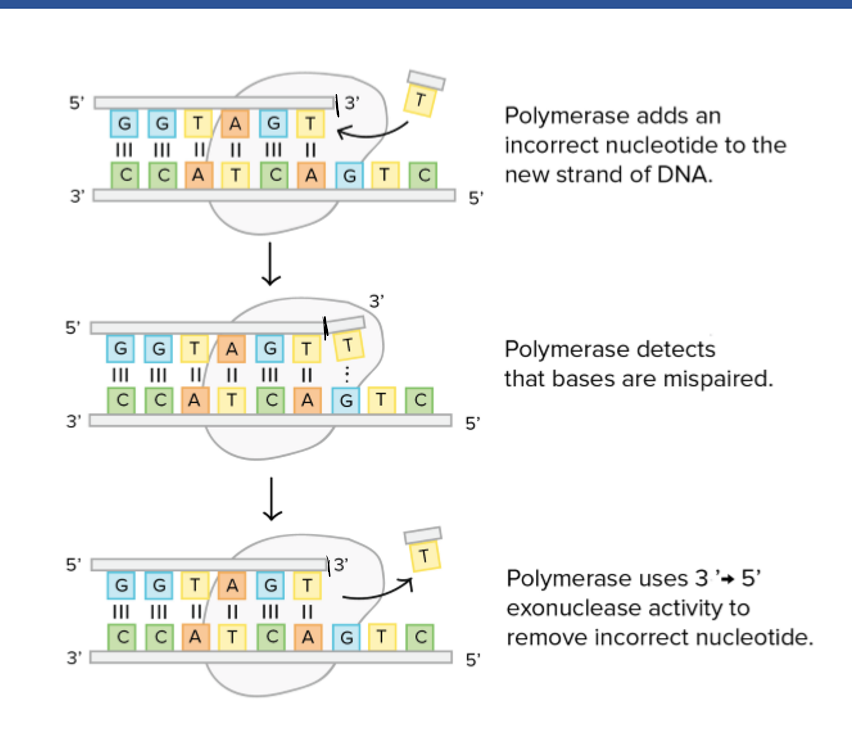 5’ 3’ T
G G T A G T
C C A T C A G T C
3’ 5’
Polymerase adds an
incorrect nucleotide to the
new strand of DNA.
3’
5’
G G T A G T T
C C A T C A G T C
3’ 5’
Polymerase detects
that bases are mispaired.
5’ 3’ T
G G T A G T
C C A T C A G T C
3’ 5’
Polymerase uses 3 ’→ 5’
exonuclease activity to
remove incorrect nucleotide.